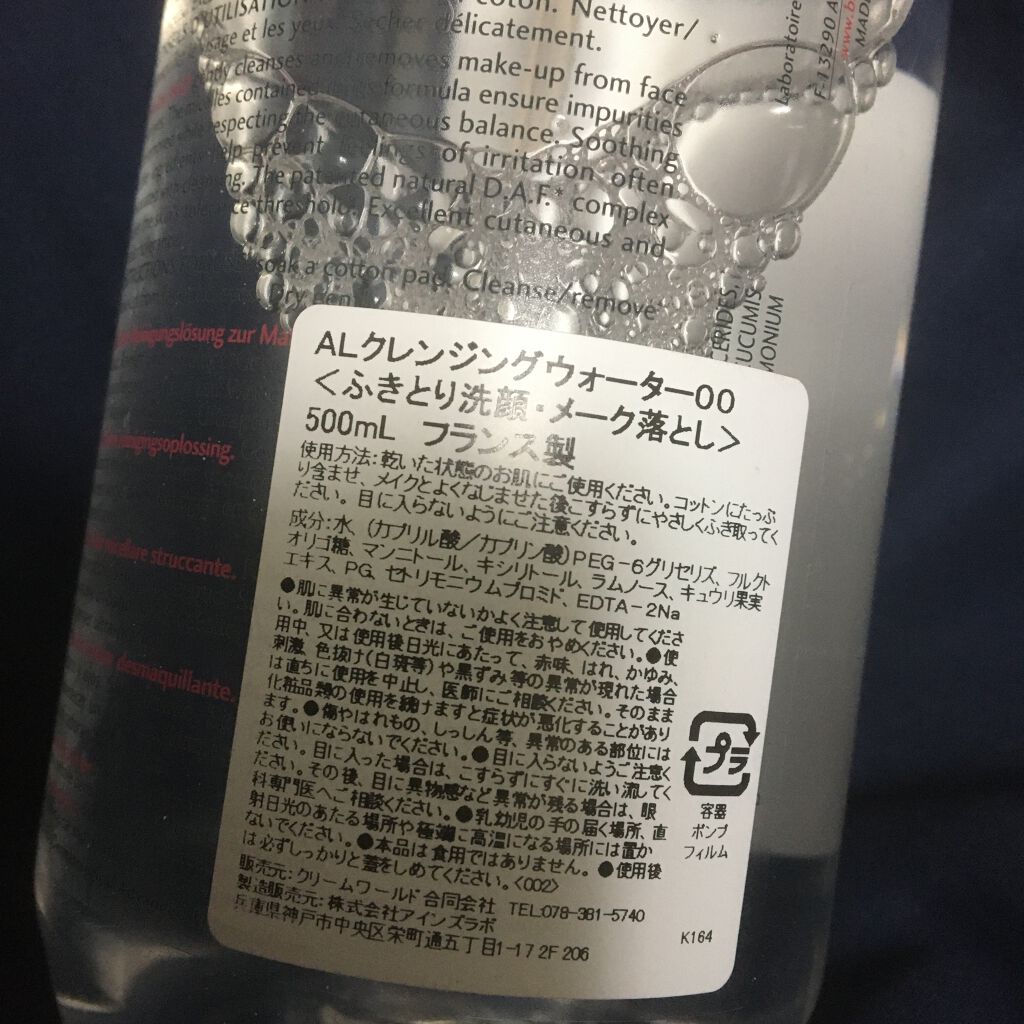 coton. Nettoyer/
D'UTILISATION
et les yeux. Sécher délicatement.
cleanses and removes make-up from face
contained formula ensure impurities
respecting the cutaneous balance. Soothing
help prevent feelings of irritation often
The patented natural D.A.F.* complex
threshold. Excellent cutaneous and
soak a cotton pad. Cleanse/remove
Laboratoire
F-13290
MADE
CUCUMIS
zur
struccante.
desmaquillante.
ALクレンジングウォーター00
<ふきとり洗顔・メーク落とし>
500mL フランス製
使用方法:乾いた状態のお肌にご使用ください。コットンにたっぷ
り含ませ、メイクとよくなじませた後こすらずにやさしくふき取ってく
ださい。目に入らないようにご注意ください。
成分:水、(カプリル酸/カプリン酸)PEG-6グリセリズ、フルクト
オリゴ糖、マンニトール、キシリトール、ラムノース、キュウリ果実
エキス、PG、セトリモニウムブロミド、EDTA-2Na
●肌に異常が生じていないかよく注意して使用してくださ
い。肌に合わないときは、ご使用をおやめください。●使
用中、又は使用後日光にあたって、赤味、はれ、かゆみ、
刺激、色抜け(白斑等)や黒ずみ等の異常が現れた場合
は直ちに使用を中止し、医師にご相談ください。そのまま
化粧品類の使用を続けますと症状が悪化することがあり
ます。●傷やはれもの、しっしん等、異常のある部位には
お使いにならないでください。●目に入らないようご注意く
ださい。目に入った場合は、こすらずにすぐに洗い流してく
ださい。その後、目に異物感など異常が残る場合は、眼
科専門医へご相談ください。●乳幼児の手の届く場所、直
射日光のあたる場所や極端に高温になる場所には置か
ないでください。●本品は食用ではありません。●使用後
は必ずしっかりと蓋をしめてください。<002>
販売元:クリームワールド合同会社 TEL:078-381-5740
製造販売元:株式会社アインズラボ
兵庫県神戸市中央区栄町通五丁目1-17 2F 206
K164
プラ
容器
ポンプ
フィルム